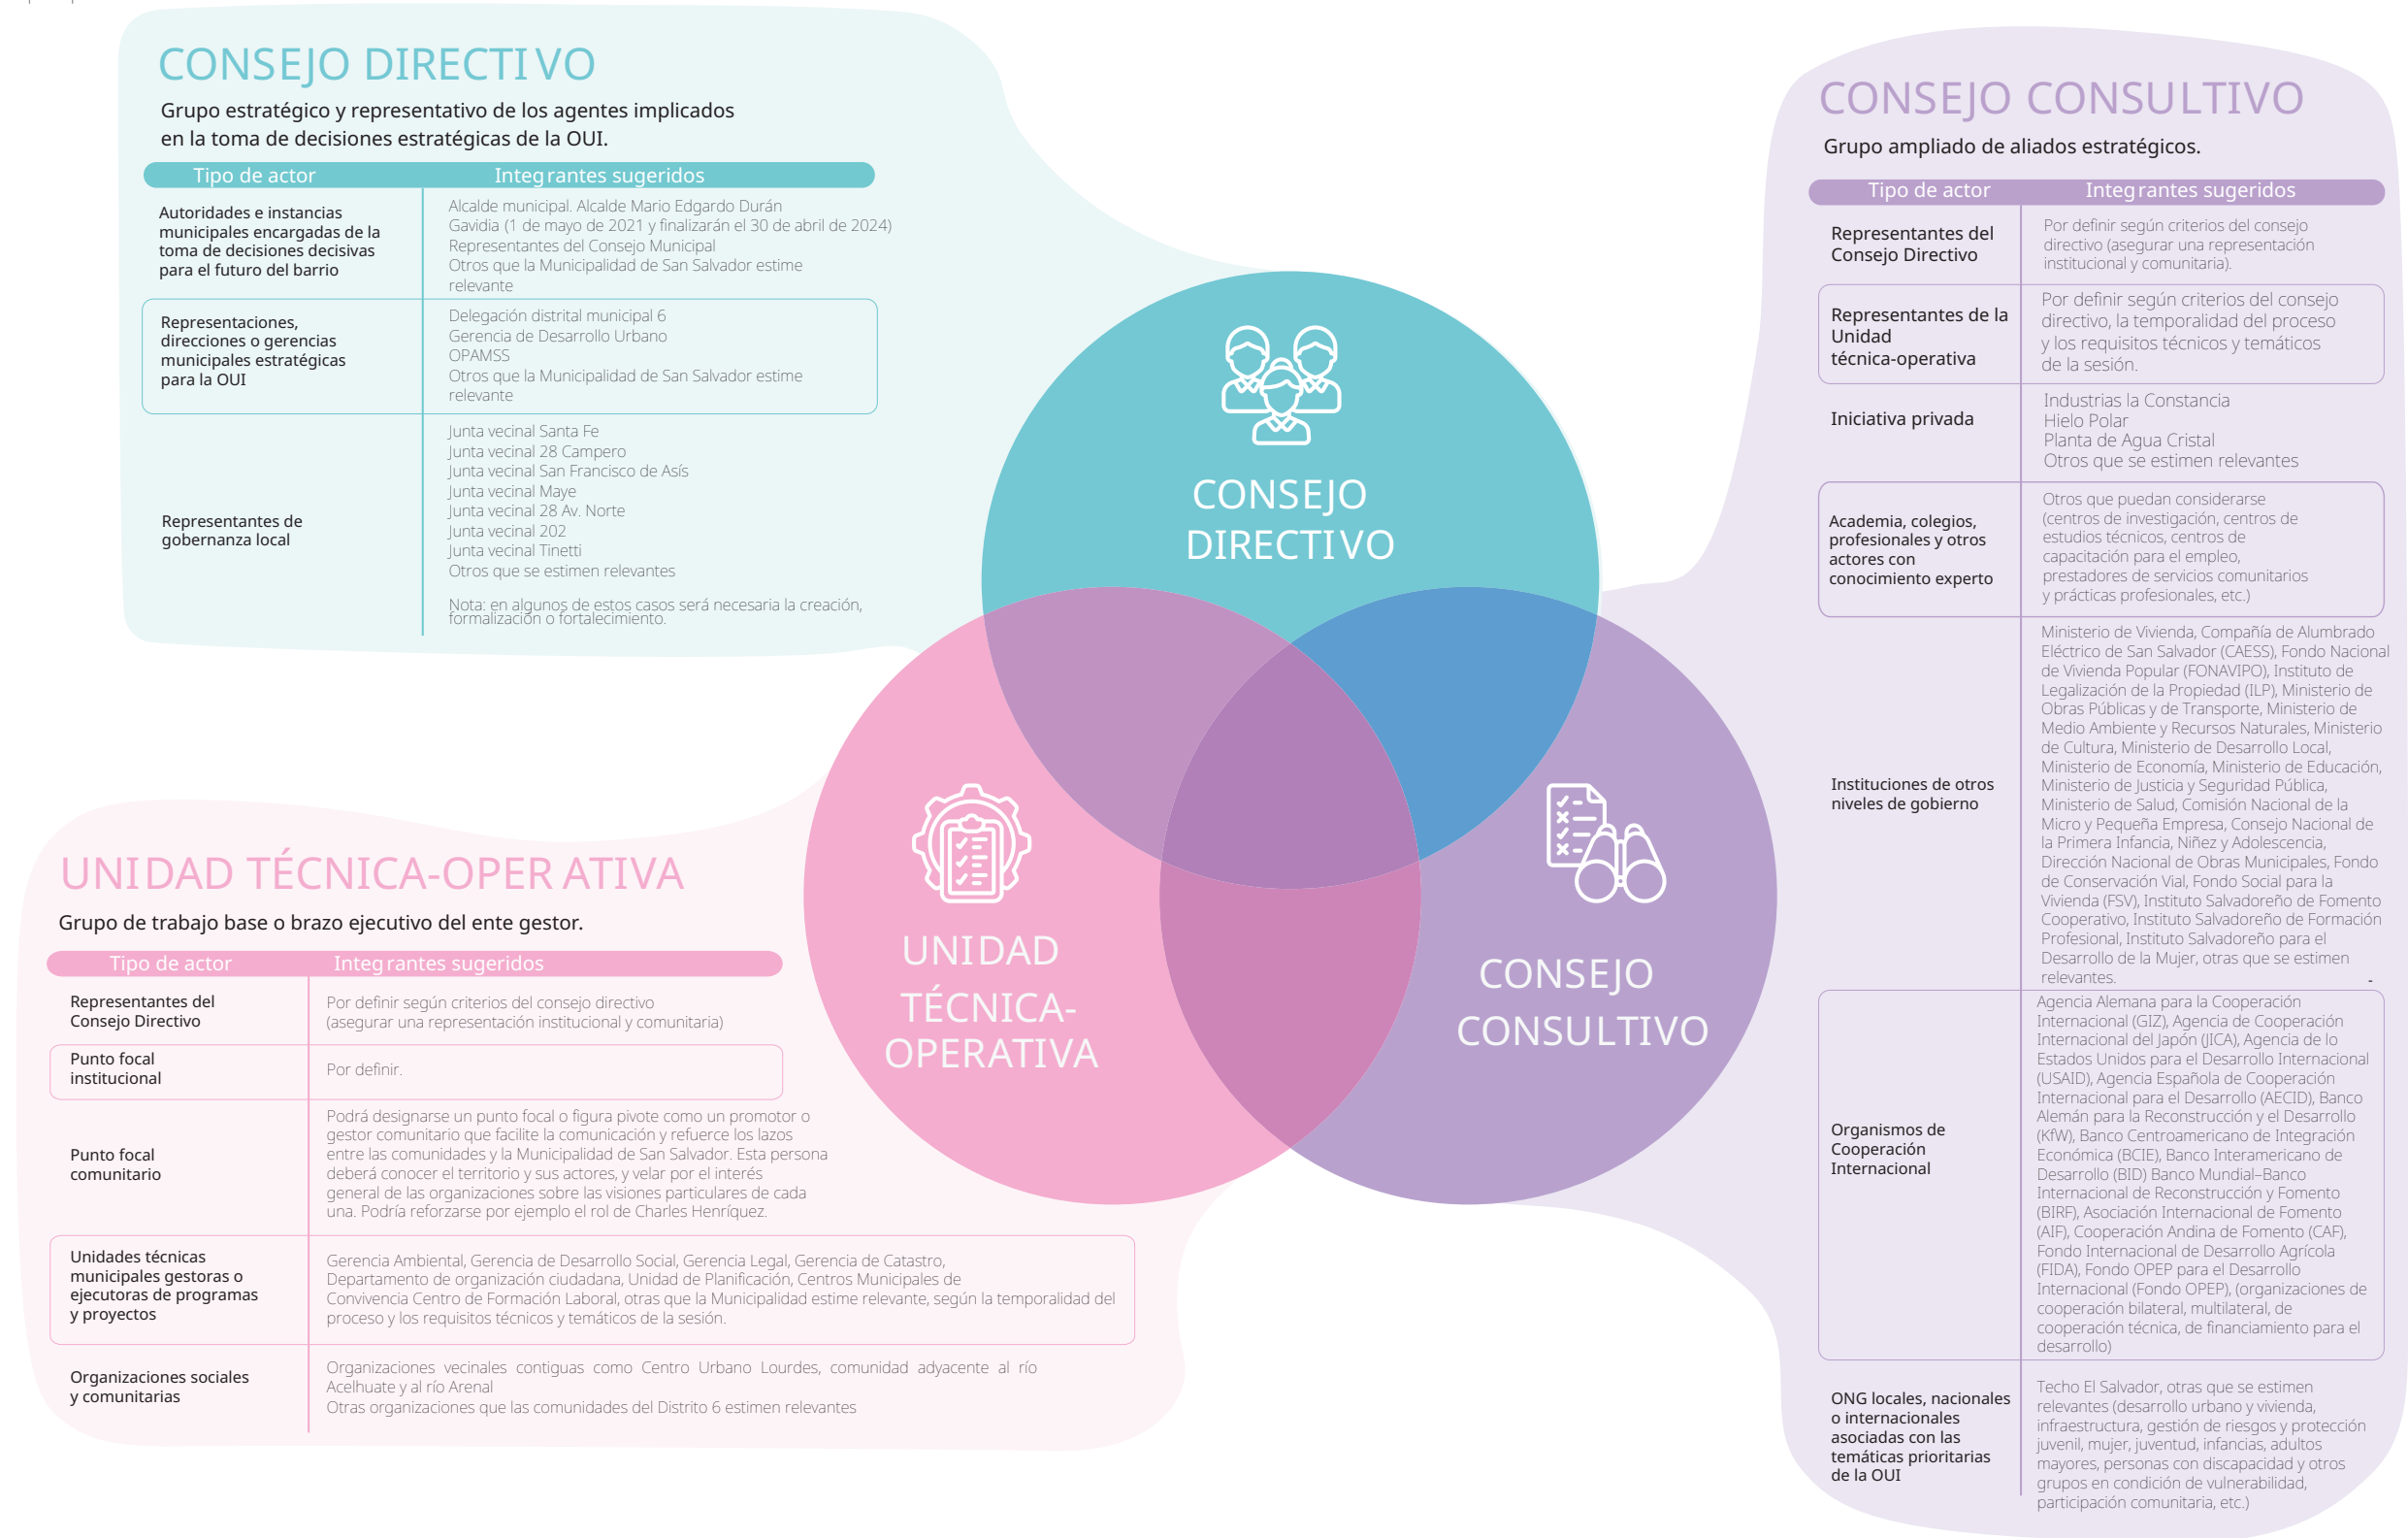 CONSEJO DIRECTIVO
Grupo estratégico y representativo de los agentes implicados
en la toma de decisiones estratégicas de la OUI.
Tipo de actor
Integrantes sugeridos
Autoridades e instancias
municipales encargadas de la
toma de decisiones decisivas
para el futuro del barrio
Alcalde municipal. Alcalde Mario Edgardo Durán
Gavidia (1 de mayo de 2021 y finalizarán el 30 de abril de 2024)
Representantes del Consejo Municipal
Otros que la Municipalidad de San Salvador estime
relevante
Representaciones,
direcciones o gerencias
municipales estratégicas
para la OUI
Delegación distrital municipal 6
Gerencia de Desarrollo Urbano
OPAMSS
Otros que la Municipalidad de San Salvador estime
relevante
Representantes de
gobernanza local
Junta vecinal Santa Fe
Junta vecinal 28 Campero
Junta vecinal San Francisco de Asís
Junta vecinal Maye
Junta vecinal 28 Av. Norte
Junta vecinal 202
Junta vecinal Tinetti
Otros que se estimen relevantes
Nota: en algunos de estos casos será necesaria la creación,
formalización o fortalecimiento.
CONSEJO
DIRECTIVO
UNIDAD
TÉCNICA-
OPERATIVA
CONSEJO
CONSULTIVO
UNIDAD TÉCNICA-OPERATIVA
Grupo de trabajo base o brazo ejecutivo del ente gestor.
Tipo de actor
Integrantes sugeridos
Representantes del
Consejo Directivo
Por definir según criterios del consejo directivo
(asegurar una representación institucional y comunitaria)
Punto focal
institucional
Por definir.
Punto focal
comunitario
Podrá designarse un punto focal o figura pivote como un promotor o
gestor comunitario que facilite la comunicación y refuerce los lazos
entre las comunidades y la Municipalidad de San Salvador. Esta persona
deberá conocer el territorio y sus actores, y velar por el interés
general de las organizaciones sobre las visiones particulares de cada
una. Podría reforzarse por ejemplo el rol de Charles Henríquez.
Unidades técnicas
municipales gestoras o
ejecutoras de programas
y proyectos
Gerencia Ambiental, Gerencia de Desarrollo Social, Gerencia Legal, Gerencia de Catastro,
Departamento de organización ciudadana, Unidad de Planificación, Centros Municipales de
Convivencia Centro de Formación Laboral, otras que la Municipalidad estime relevante, según la temporalidad del
proceso y los requisitos técnicos y temáticos de la sesión.
Organizaciones sociales
y comunitarias
Organizaciones vecinales contiguas como Centro Urbano Lourdes, comunidad adyacente al río
Acelhuate y al río Arenal
Otras organizaciones que las comunidades del Distrito 6 estimen relevantes
CONSEJO CONSULTIVO
Grupo ampliado de aliados estratégicos.
Tipo de actor
Integrantes sugeridos
Representantes del
Consejo Directivo
Por definir según criterios del consejo
directivo (asegurar una representación
institucional y comunitaria).
Representantes de la
Unidad
técnica-operativa
Por definir según criterios del consejo
directivo, la temporalidad del proceso
y los requisitos técnicos y temáticos
de la sesión.
Iniciativa privada
Industrias la Constancia
Hielo Polar
Planta de Agua Cristal
Otros que se estimen relevantes
Academia, colegios,
profesionales y otros
actores con
conocimiento experto
Otros que puedan considerarse
(centros de investigación, centros de
estudios técnicos, centros de
capacitación para el empleo,
prestadores de servicios comunitarios
y prácticas profesionales, etc.)
Instituciones de otros
niveles de gobierno
Ministerio de Vivienda, Compañía de Alumbrado
Eléctrico de San Salvador (CAESS), Fondo Nacional
de Vivienda Popular (FONAVIPO), Instituto de
Legalización de la Propiedad (ILP), Ministerio de
Obras Públicas y de Transporte, Ministerio de
Medio Ambiente y Recursos Naturales, Ministerio
de Cultura, Ministerio de Desarrollo Local,
Ministerio de Economía, Ministerio de Educación,
Ministerio de Justicia y Seguridad Pública,
Ministerio de Salud, Comisión Nacional de la
Micro y Pequeña Empresa, Consejo Nacional de
la Primera Infancia, Niñez y Adolescencia,
Dirección Nacional de Obras Municipales, Fondo
de Conservación Vial, Fondo Social para la
Vivienda (FSV), Instituto Salvadoreño de Fomento
Cooperativo, Instituto Salvadoreño de Formación
Profesional, Instituto Salvadoreño para el
Desarrollo de la Mujer, otras que se estimen
relevantes. -
Organismos de
Cooperación
Internacional
Agencia Alemana para la Cooperación
Internacional (GIZ), Agencia de Cooperación
Internacional del Japón (JICA), Agencia de lo
Estados Unidos para el Desarrollo Internacional
(USAID), Agencia Española de Cooperación
Internacional para el Desarrollo (AECID), Banco
Alemán para la Reconstrucción y el Desarrollo
(KfW), Banco Centroamericano de Integración
Económica (BCIE), Banco Interamericano de
Desarrollo (BID) Banco Mundial–Banco
Internacional de Reconstrucción y Fomento
(BIRF), Asociación Internacional de Fomento
(AIF), Cooperación Andina de Fomento (CAF),
Fondo Internacional de Desarrollo Agrícola
(FIDA), Fondo OPEP para el Desarrollo
Internacional (Fondo OPEP), (organizaciones de
cooperación bilateral, multilateral, de
cooperación técnica, de financiamiento para el
desarrollo)
ONG locales, nacionales
o internacionales
asociadas con las
temáticas prioritarias
de la OUI
Techo El Salvador, otras que se estimen
relevantes (desarrollo urbano y vivienda,
infraestructura, gestión de riesgos y protección
juvenil, mujer, juventud, infancias, adultos
mayores, personas con discapacidad y otros
grupos en condición de vulnerabilidad,
participación comunitaria, etc.)